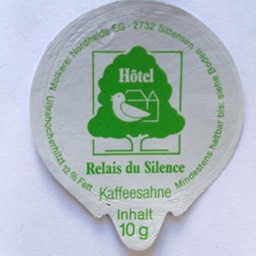 Ultrahocherhitzt 12 % Fett Molkerei Nordheide EG · 2732 Sittensen Mindestens haltbar bis: siehe Boden
Hôtel
Relais du Silence
Kaffeesahne
Inhalt
10 g